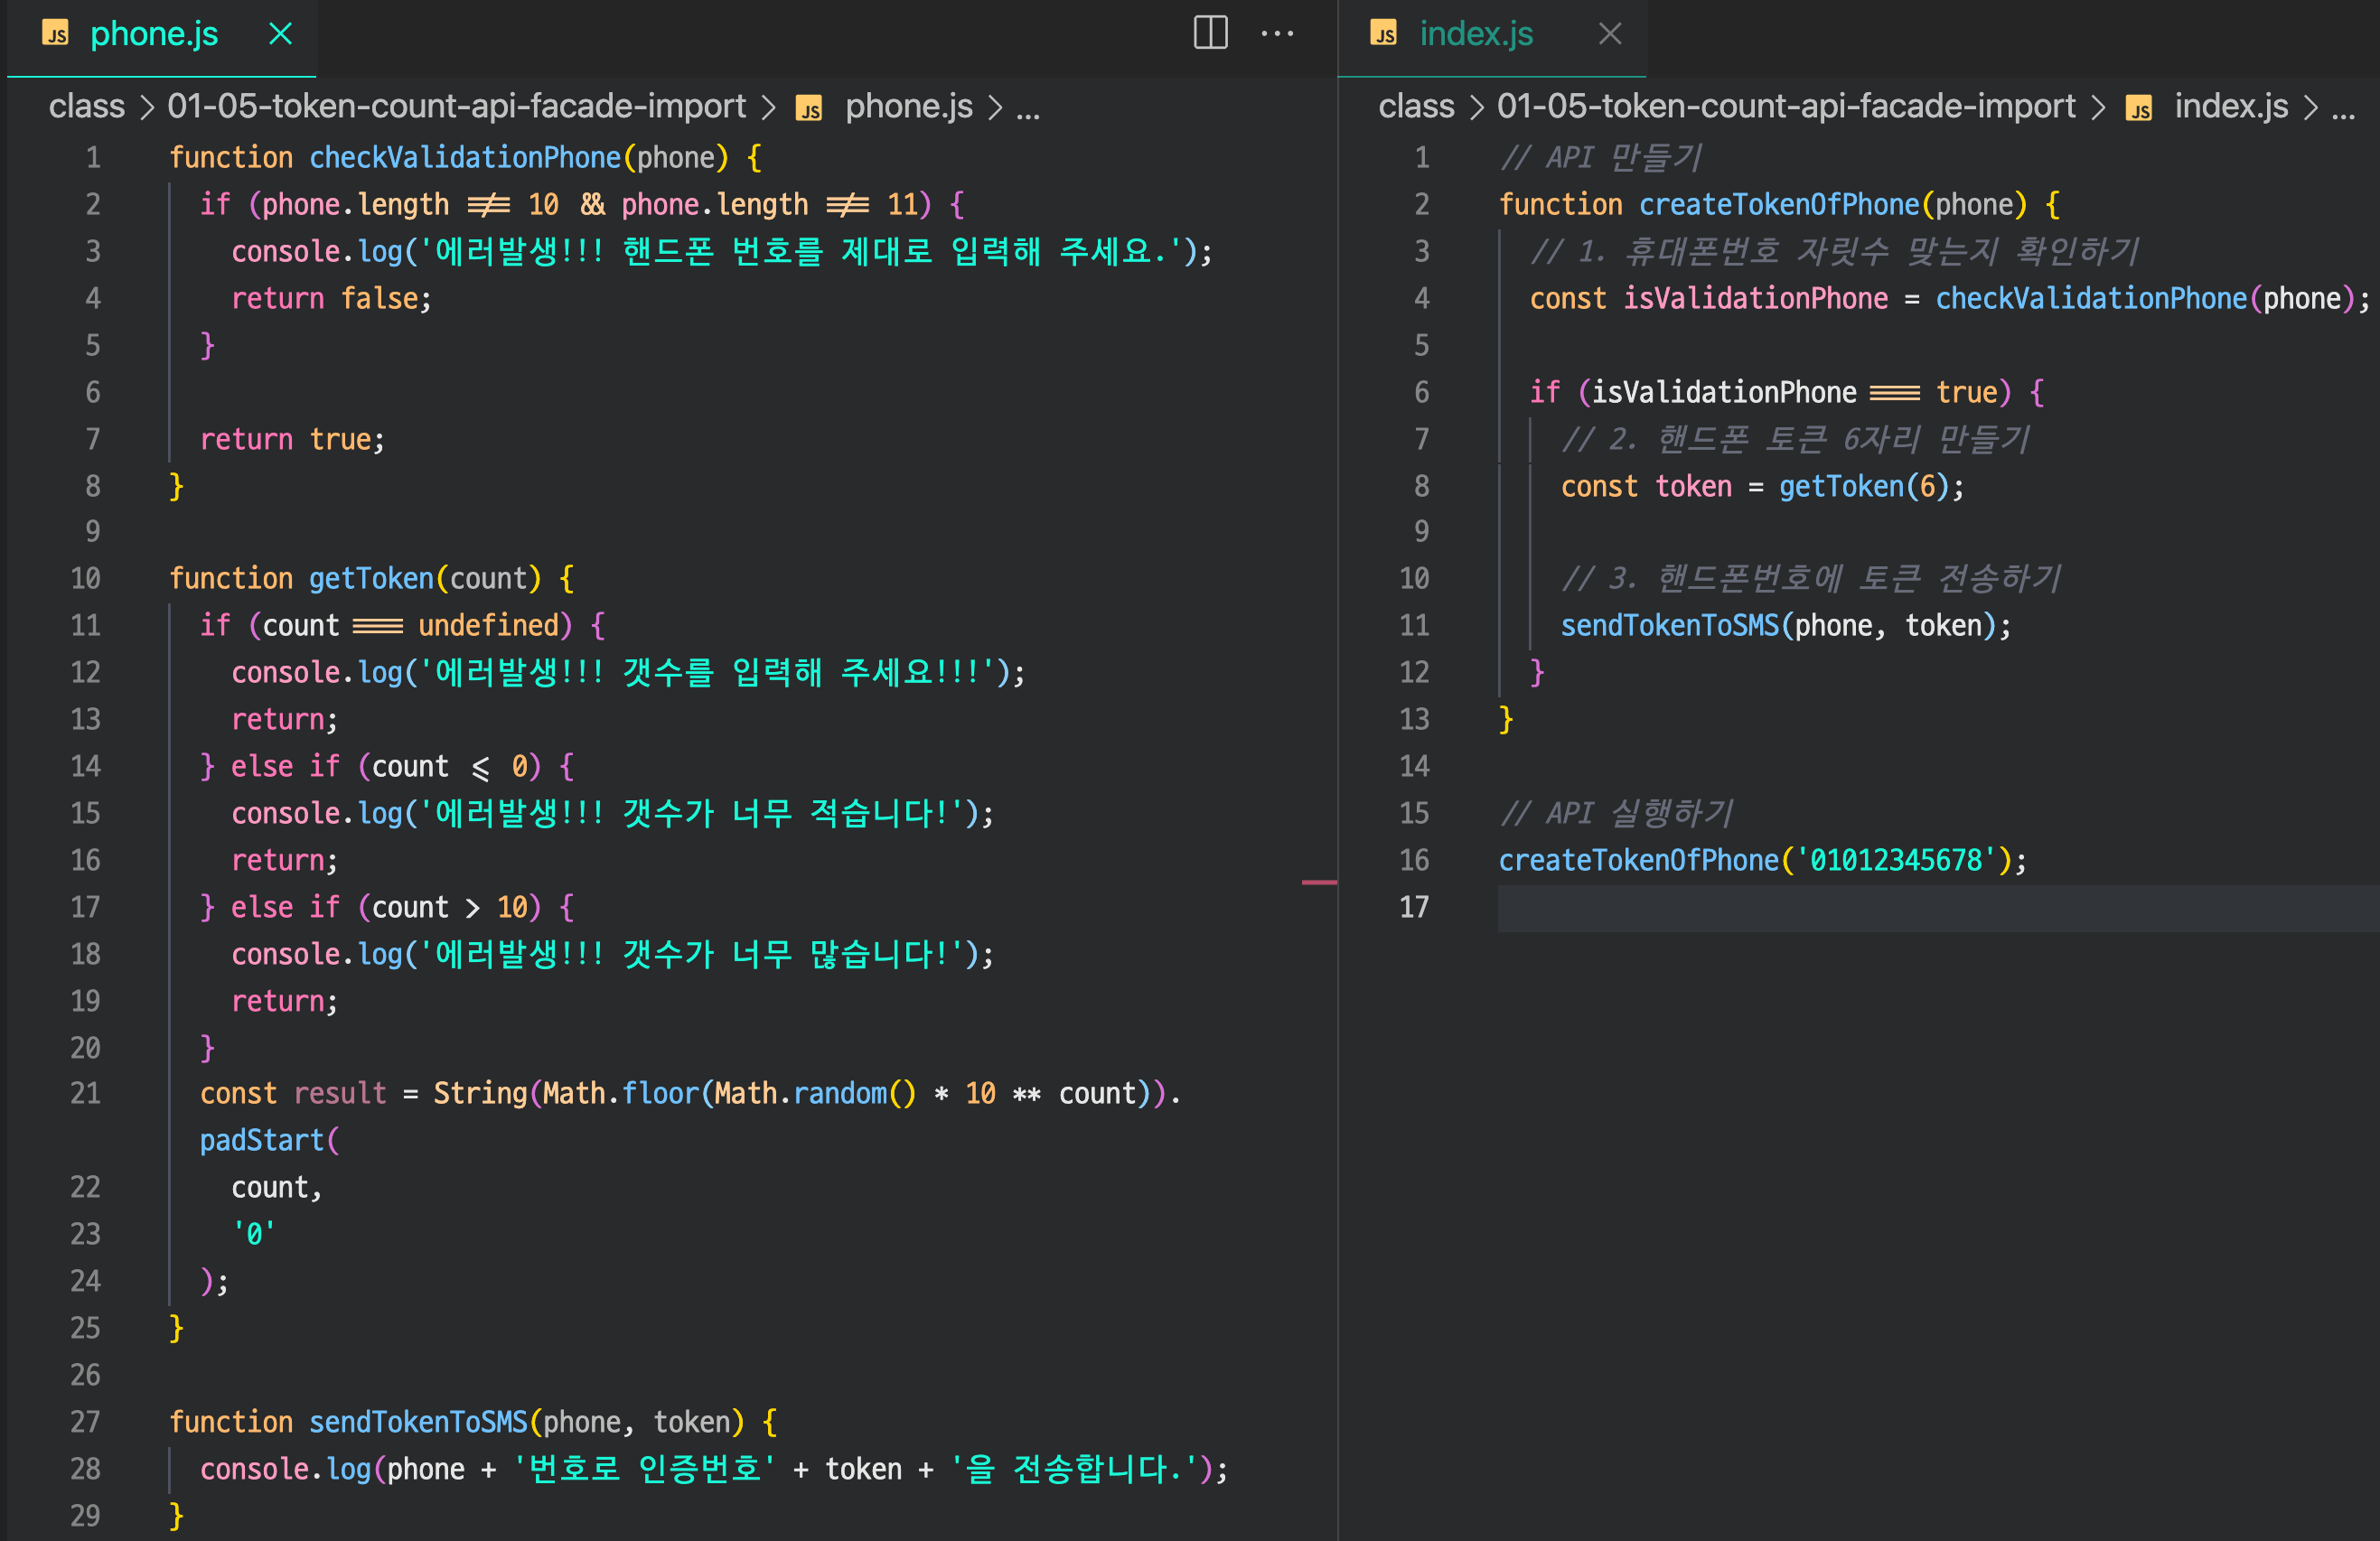 JS phone.js
class > 01-05-token-count-api-facade-import > JS phone.js > ...
1 function checkValidationPhone(phone) {
2 if (phone.length !== 10 && phone.length !== 11) {
3 console.log('에러발생!!! 핸드폰 번호를 제대로 입력해 주세요.');
4 return false;
5 }
6
7 return true;
8 }
9
10 function getToken(count) {
11 if (count === undefined) {
12 console.log('에러발생!!! 갯수를 입력해 주세요!!!');
13 return;
14 } else if (count <= 0) {
15 console.log('에러발생!!! 갯수가 너무 적습니다!');
16 return;
17 } else if (count > 10) {
18 console.log('에러발생!!! 갯수가 너무 많습니다!');
19 return;
20 }
21 const result = String(Math.floor(Math.random() * 10 ** count)).
padStart(
22 count,
23 '0'
24 );
25 }
26
27 function sendTokenToSMS(phone, token) {
28 console.log(phone + '번호로 인증번호' + token + '을 전송합니다.');
29 }
JS index.js
class > 01-05-token-count-api-facade-import > JS index.js > ...
1 // API 만들기
2 function createTokenOfPhone(phone) {
3 // 1. 휴대폰번호 자릿수 맞는지 확인하기
4 const isValidationPhone = checkValidationPhone(phone);
5
6 if (isValidationPhone === true) {
7 // 2. 핸드폰 토큰 6자리 만들기
8 const token = getToken(6);
9
10 // 3. 핸드폰번호에 토큰 전송하기
11 sendTokenToSMS(phone, token);
12 }
13 }
14
15 // API 실행하기
16 createTokenOfPhone('01012345678');
17